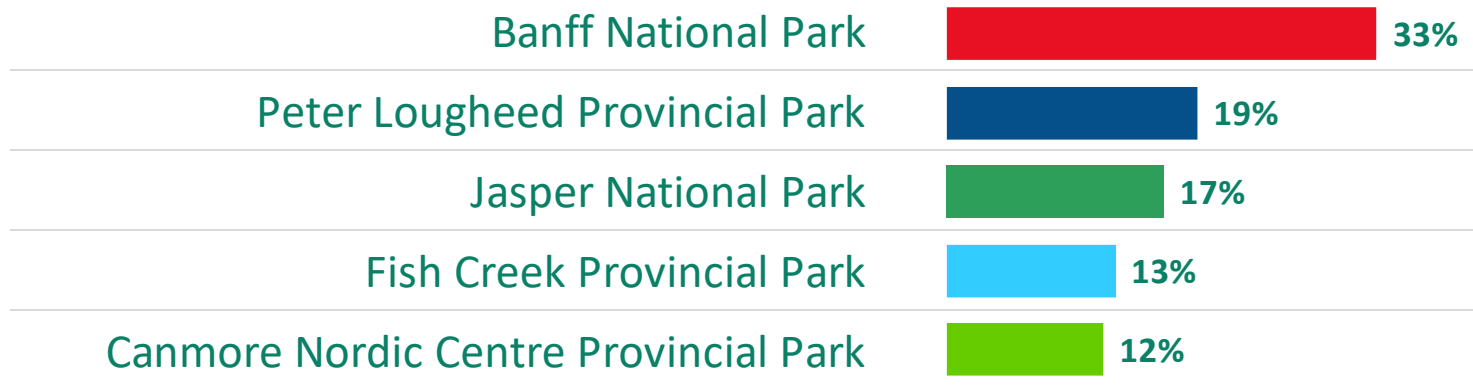 Banff National Park 33%
Peter Lougheed Provincial Park 19%
Jasper National Park 17%
Fish Creek Provincial Park 13%
Canmore Nordic Centre Provincial Park 12%